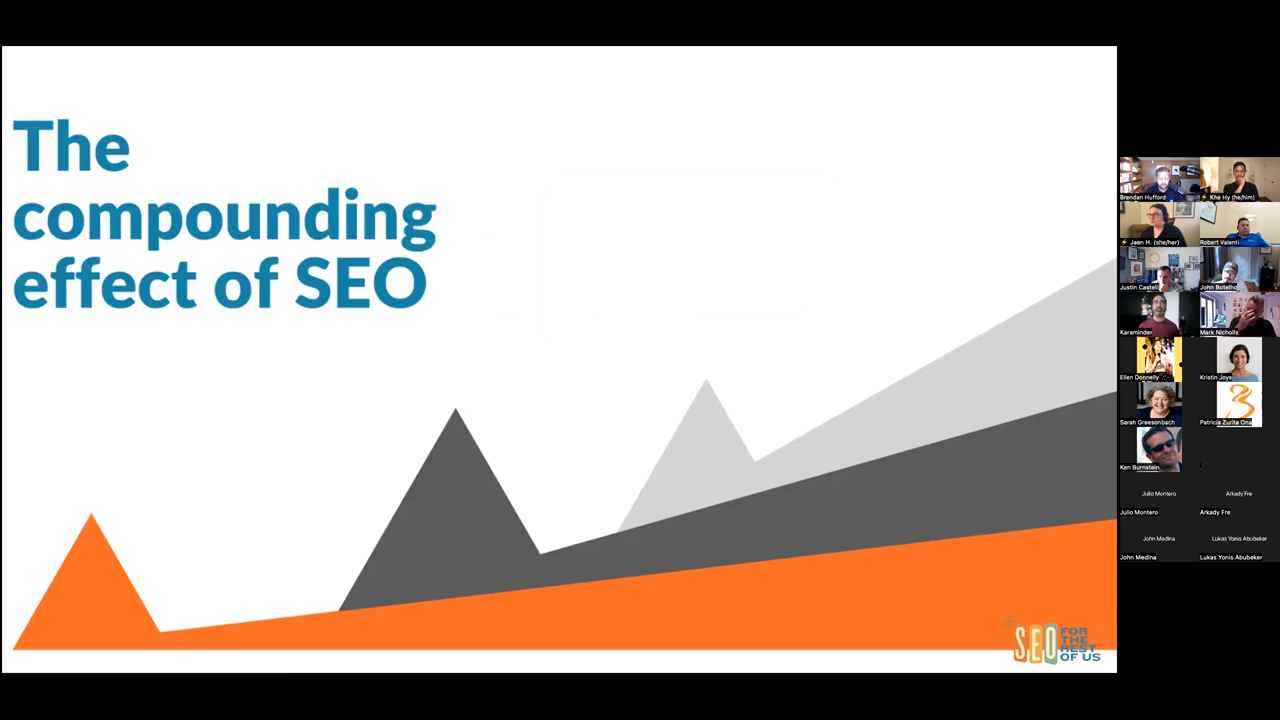 The
compounding
effect of SEO
SEO
FOR
THE
REST
OF US
Brendan Hufford
Khe Hy (he/him)
Jaen H. (she/her)
Robert Valenti
Justin Castelli
John Botelho
Karaminder
Mark Nicholls
Ellen Donnelly
Kristin Joys
Sarah Greesonbach
Patricia Zurita Ona
Ken Burnstein
Julio Montero
Arkady Fre
Julio Montero
Arkady Fre
John Medina
Lukas Yonis Abubeker
John Medina
Lukas Yonis Abubeker